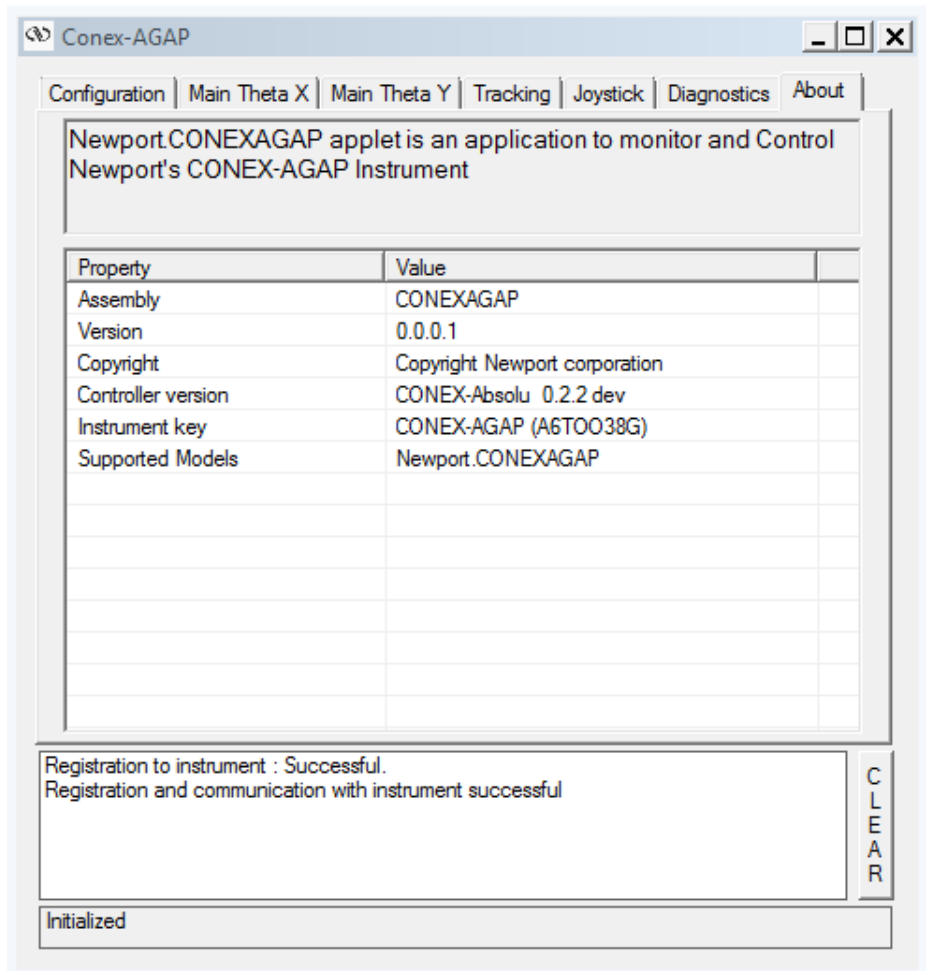 Conex-AGAP
Configuration Main Theta X Main Theta Y Tracking Joystick Diagnostics About
Newport.CONEXAGAP applet is an application to monitor and Control
Newport's CONEX-AGAP Instrument
Property Value
Assembly CONEXAGAP
Version 0.0.0.1
Copyright Copyright Newport corporation
Controller version CONEX-Absolu 0.2.2 dev
Instrument key CONEX-AGAP (A6TOO38G)
Supported Models Newport.CONEXAGAP
Registration to instrument : Successful.
Registration and communication with instrument successful
CLEAR
Initialized